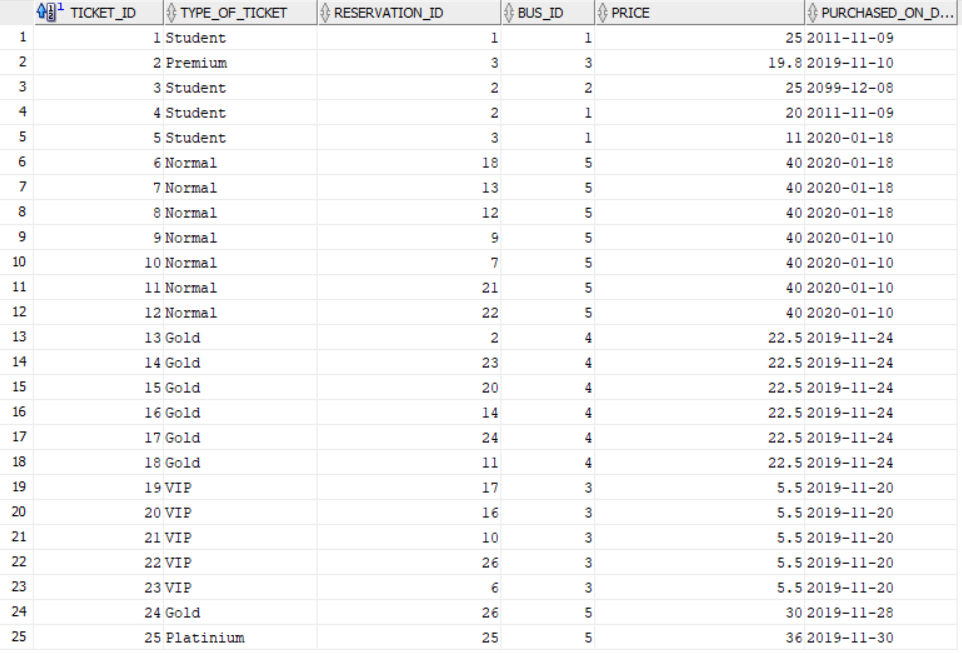 TICKET_ID TYPE_OF_TICKET RESERVATION_ID BUS_ID PRICE PURCHASED_ON_D...
1 1 Student 1 1 25 2011-11-09
2 2 Premium 3 3 19.8 2019-11-10
3 3 Student 2 2 25 2099-12-08
4 4 Student 2 1 20 2011-11-09
5 5 Student 3 1 11 2020-01-18
6 6 Normal 18 5 40 2020-01-18
7 7 Normal 13 5 40 2020-01-18
8 8 Normal 12 5 40 2020-01-18
9 9 Normal 9 5 40 2020-01-10
10 10 Normal 7 5 40 2020-01-10
11 11 Normal 21 5 40 2020-01-10
12 12 Normal 22 5 40 2020-01-10
13 13 Gold 2 4 22.5 2019-11-24
14 14 Gold 23 4 22.5 2019-11-24
15 15 Gold 20 4 22.5 2019-11-24
16 16 Gold 14 4 22.5 2019-11-24
17 17 Gold 24 4 22.5 2019-11-24
18 18 Gold 11 4 22.5 2019-11-24
19 19 VIP 17 3 5.5 2019-11-20
20 20 VIP 16 3 5.5 2019-11-20
21 21 VIP 10 3 5.5 2019-11-20
22 22 VIP 26 3 5.5 2019-11-20
23 23 VIP 6 3 5.5 2019-11-20
24 24 Gold 26 5 30 2019-11-28
25 25 Platinium 25 5 36 2019-11-30